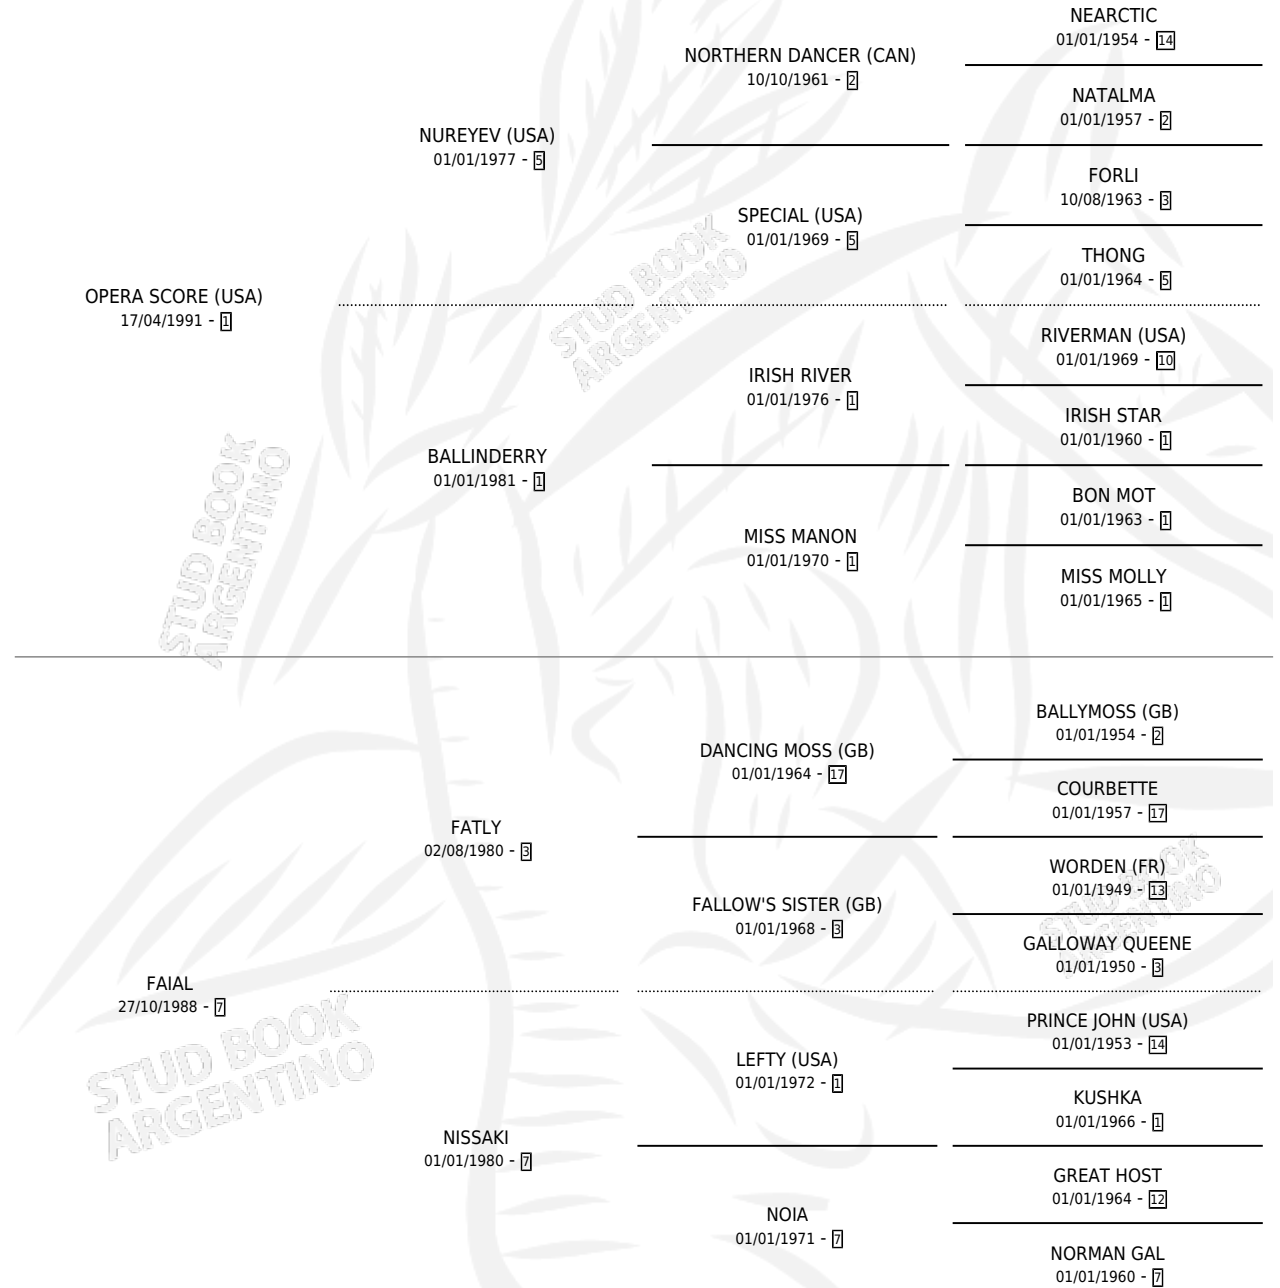 NEARCTIC
01/01/1954 - 14
NORTHERN DANCER (CAN)
10/10/1961 - 2
NATALMA
01/01/1957 - 2
NUREYEV (USA)
01/01/1977 - 5
FORLI
10/08/1963 - 3
SPECIAL (USA)
01/01/1969 - 5
THONG
01/01/1964 - 5
OPERA SCORE (USA)
17/04/1991 - 1
RIVERMAN (USA)
01/01/1969 - 10
IRISH RIVER
01/01/1976 - 1
IRISH STAR
01/01/1960 - 1
BALLINDERRY
01/01/1981 - 1
BON MOT
01/01/1963 - 1
MISS MANON
01/01/1970 - 1
MISS MOLLY
01/01/1965 - 1
STUD BOOK
ARGENTINO
STUD BOOK
ARGENTINO
BALLYMOSS (GB)
01/01/1954 - 2
DANCING MOSS (GB)
01/01/1964 - 17
COURBETTE
01/01/1957 - 17
FATLY
02/08/1980 - 3
WORDEN (FR)
01/01/1949 - 13
FALLOW'S SISTER (GB)
01/01/1968 - 3
GALLOWAY QUEENE
01/01/1950 - 3
FAIAL
27/10/1988 - 7
PRINCE JOHN (USA)
01/01/1953 - 14
LEFTY (USA)
01/01/1972 - 1
KUSHKA
01/01/1966 - 1
NISSAKI
01/01/1980 - 7
GREAT HOST
01/01/1964 - 12
NOIA
01/01/1971 - 7
NORMAN GAL
01/01/1960 - 7
STUD BOOK
ARGENTINO
STUD BOOK
ARGENTINO